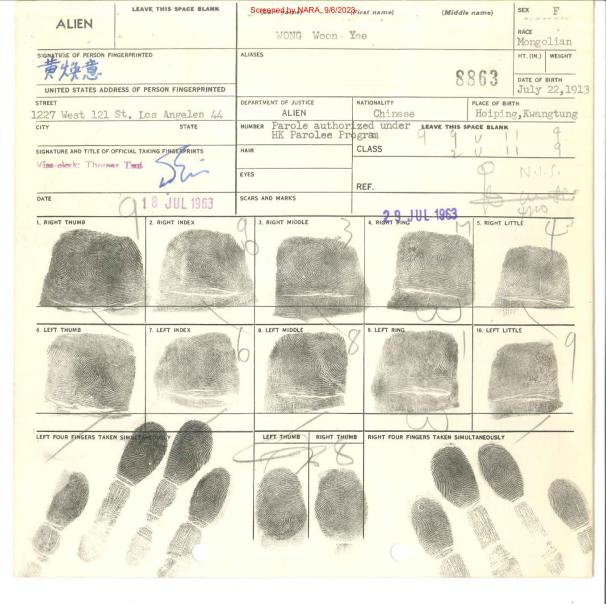 ALIEN
LEAVE THIS SPACE BLANK
Screened by NARA, 9/6/2023
(First name)
(Middle name)
WONG Woon Yee
SEX F
RACE
Mongolian
SIGNATURE OF PERSON FINGERPRINTED
黃煥意
ALIASES
8863
HT. (IN.) WEIGHT
UNITED STATES ADDRESS OF PERSON FINGERPRINTED
DATE OF BIRTH
July 22,1913
STREET
1227 West 121 St. Los Angeles 44
DEPARTMENT OF JUSTICE
ALIEN
NATIONALITY
Chinese
PLACE OF BIRTH
Hoiping,Kwangtung
CITY STATE
NUMBER Parole authorized under
HK Parolee Program
LEAVE THIS SPACE BLANK
CLASS
9 9 U 11 9
2 U 11 9
SIGNATURE AND TITLE OF OFFICIAL TAKING FINGERPRINTS
Visa clerk: Thomas
HAIR
EYES
REF.
N.I.S.
DATE
18 JUL 1963
SCARS AND MARKS
29 JUL 1963
1. RIGHT THUMB
9
2. RIGHT INDEX
3. RIGHT MIDDLE
3
4. RIGHT RING
5. RIGHT LITTLE
4
6. LEFT THUMB
7. LEFT INDEX
6
8. LEFT MIDDLE
8
9. LEFT RING
1
10. LEFT LITTLE
9
LEFT FOUR FINGERS TAKEN SIMULTANEOUSLY
LEFT THUMB
RIGHT THUMB
8
RIGHT FOUR FINGERS TAKEN SIMULTANEOUSLY